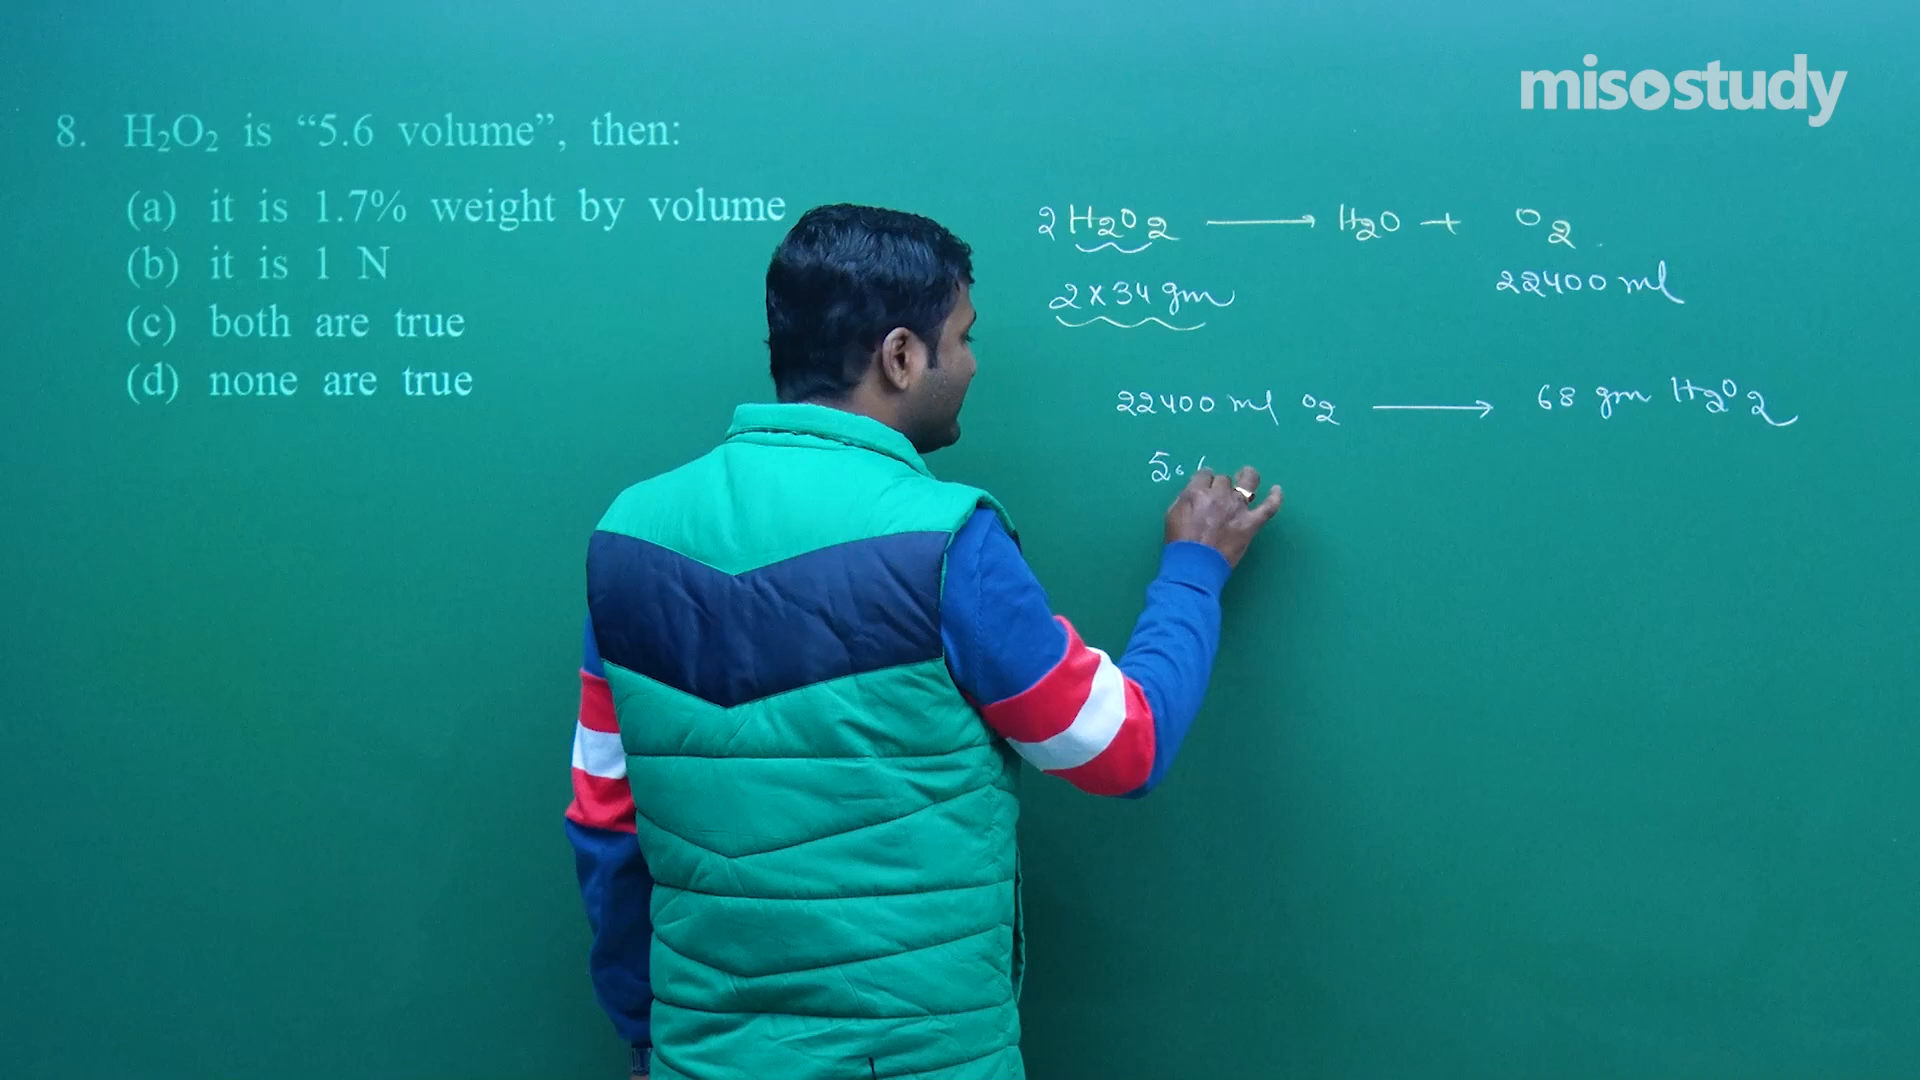 misostudy
8. H₂O₂ is “5.6 volume”, then:
(a) it is 1.7% weight by volume
(b) it is 1 N
(c) both are true
(d) none are true
2H₂O₂ ⟶ H₂O + O₂
2×34 gm 22400 ml
22400 ml O₂ ⟶ 68 gm H₂O₂
5.6